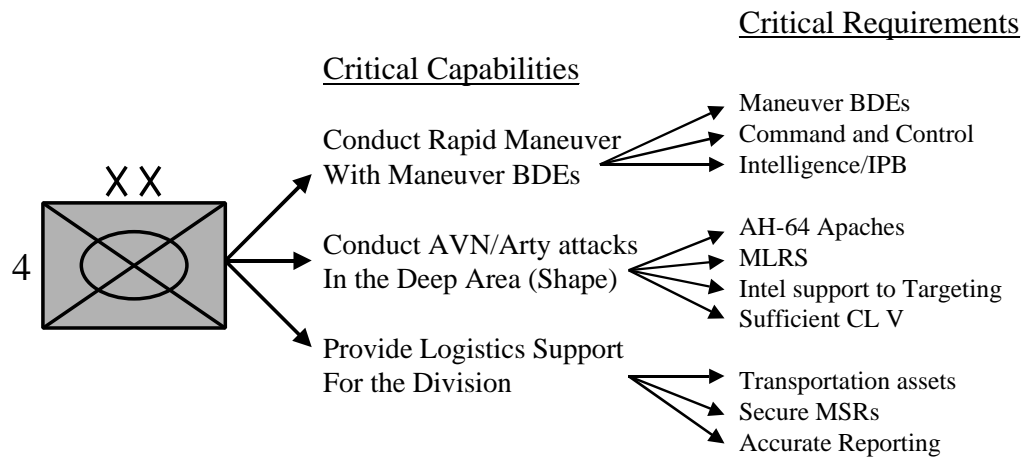 Critical Requirements
Critical Capabilities
Maneuver BDEs
Conduct Rapid Maneuver
Command and Control
With Maneuver BDEs
Intelligence/IPB
X X
4
AH-64 Apaches
Conduct AVN/Arty attacks
MLRS
In the Deep Area (Shape)
Intel support to Targeting
Sufficient CL V
Provide Logistics Support
For the Division
Transportation assets
Secure MSRs
Accurate Reporting